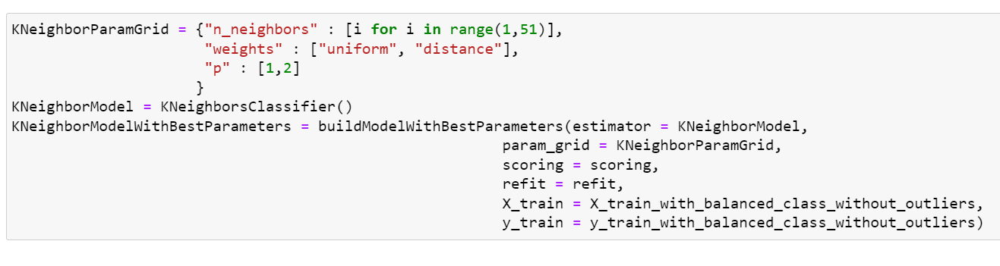 KNeighborParamGrid = {"n_neighbors" : [i for i in range(1,51)],
"weights" : ["uniform", "distance"],
"p" : [1,2]
}
KNeighborModel = KNeighborsClassifier()
KNeighborModelWithBestParameters = buildModelWithBestParameters(estimator = KNeighborModel,
param_grid = KNeighborParamGrid,
scoring = scoring,
refit = refit,
X_train = X_train_with_balanced_class_without_outliers,
y_train = y_train_with_balanced_class_without_outliers)